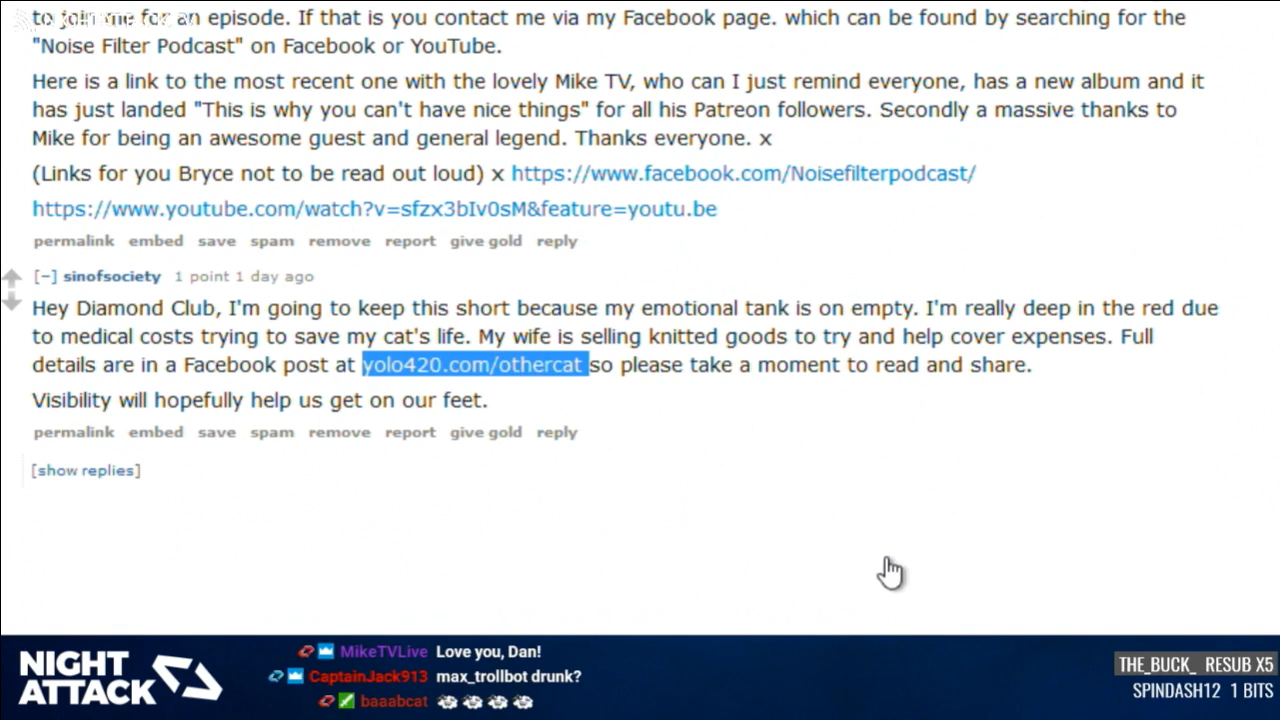 to join me for an episode. If that is you contact me via my Facebook page. which can be found by searching for the
"Noise Filter Podcast" on Facebook or YouTube.
Here is a link to the most recent one with the lovely Mike TV, who can I just remind everyone, has a new album and it
has just landed "This is why you can't have nice things" for all his Patreon followers. Secondly a massive thanks to
Mike for being an awesome guest and general legend. Thanks everyone. x
(Links for you Bryce not to be read out loud) x https://www.facebook.com/Noisefilterpodcast/
https://www.youtube.com/watch?v=sfzx3bIv0sM&feature=youtu.be
permalink embed save spam remove report give gold reply
[–] sinofsociety 1 point 1 day ago
Hey Diamond Club, I'm going to keep this short because my emotional tank is on empty. I'm really deep in the red due
to medical costs trying to save my cat's life. My wife is selling knitted goods to try and help cover expenses. Full
details are in a Facebook post at yolo420.com/othercat so please take a moment to read and share.
Visibility will hopefully help us get on our feet.
permalink embed save spam remove report give gold reply
[show replies]
NIGHT
ATTACK
MikeTVLive Love you, Dan!
CaptainJack913 max_trollbot drunk?
baaabcat
THE_BUCK_ RESUB X5
SPINDASH12 1 BITS